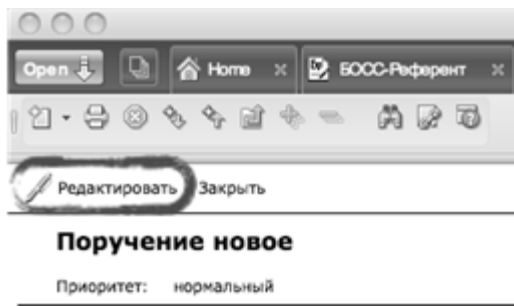 Open Home БОСС-Референт
Редактировать Закрыть
Поручение новое
Приоритет: нормальный